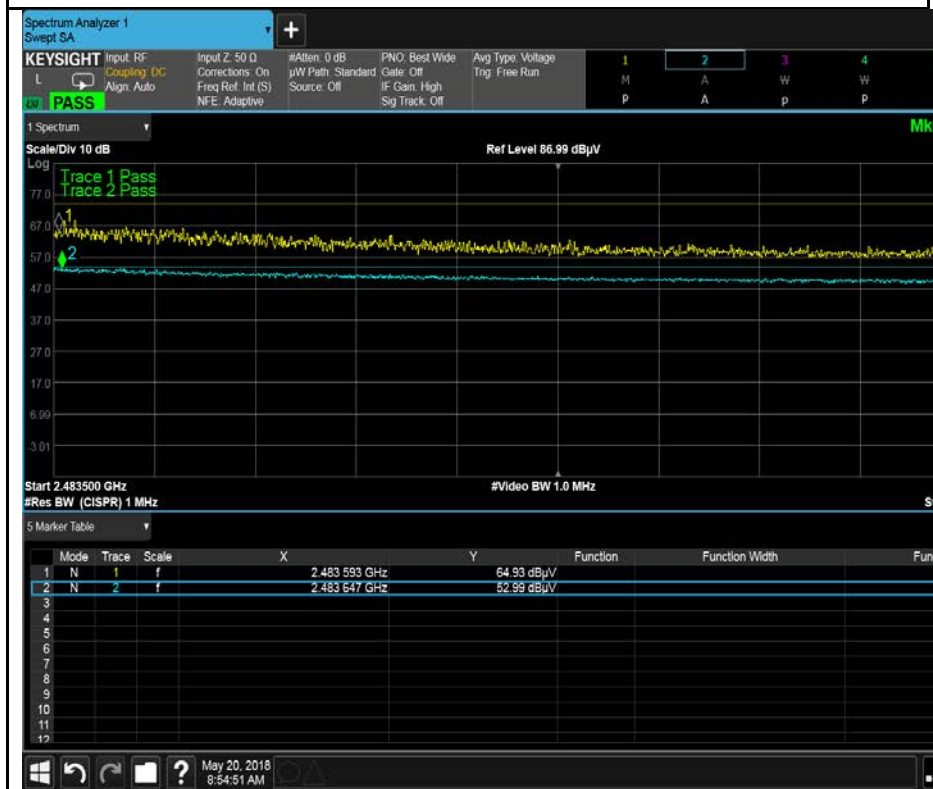 Spectrum Analyzer 1
Swept SA
+
KEYSIGHT Input: RF Input Z: 50 Ω #Atten: 0 dB PNO: Best Wide Avg Type: Voltage 1 2 3 4
L Coupling: DC Corrections: On µW Path: Standard Gate: Off Trig: Free Run M A W W
Align: Auto Freq Ref: Int (S) Source: Off IF Gain: High
LXI PASS NFE: Adaptive Sig Track: Off P A P P
1 Spectrum Mk
Scale/Div 10 dB Ref Level 86.99 dBµV
Log
Trace 1 Pass
Trace 2 Pass
77.0
67.0
1
57.0
2
47.0
37.0
27.0
17.0
6.99
-3.01
Start 2.483500 GHz #Video BW 1.0 MHz
#Res BW (CISPR) 1 MHz S
5 Marker Table
Mode Trace Scale X Y Function Function Width Fun
1 N 1 f 2.483 593 GHz 64.93 dBµV
2 N 2 f 2.483 647 GHz 52.99 dBµV
3
4
5
6
7
8
9
10
11
12
? May 20, 2018
8:54:51 AM